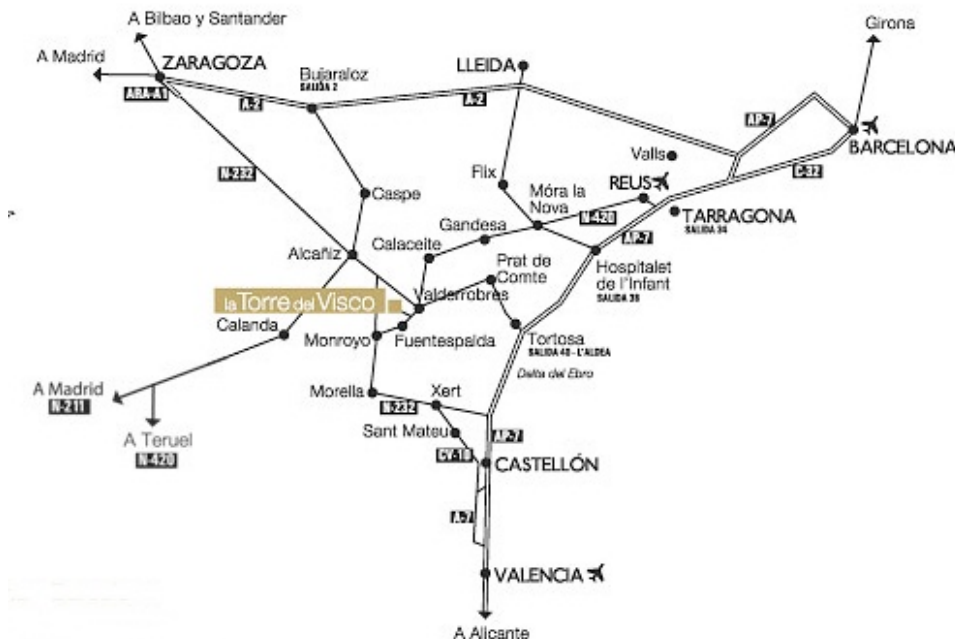 A Bilbao y Santander
Girona
A Madrid
ZARAGOZA
Bujaraloz
SALIDA 2
LLEIDA
ARA-A1
A-2
A-2
AP-7
BARCELONA
Valls
C-32
N-232
Flix
REUS
Caspe
Móra la
Nova
N-420
TARRAGONA
SALIDA 34
Gandesa
AP-7
Calaceite
Alcañiz
Prat de
Comte
Hospitalet
de l'Infant
SALIDA 38
la Torre del Visco
Valderrobres
Calanda
Monroyo
Fuentespalda
Tortosa
SALIDA 40 - L'ALDEA
Delta del Ebro
A Madrid
N-211
Morella
Xert
N-232
A Teruel
N-420
Sant Mateu
AP-7
CV-10
CASTELLÓN
A-7
VALENCIA
A Alicante